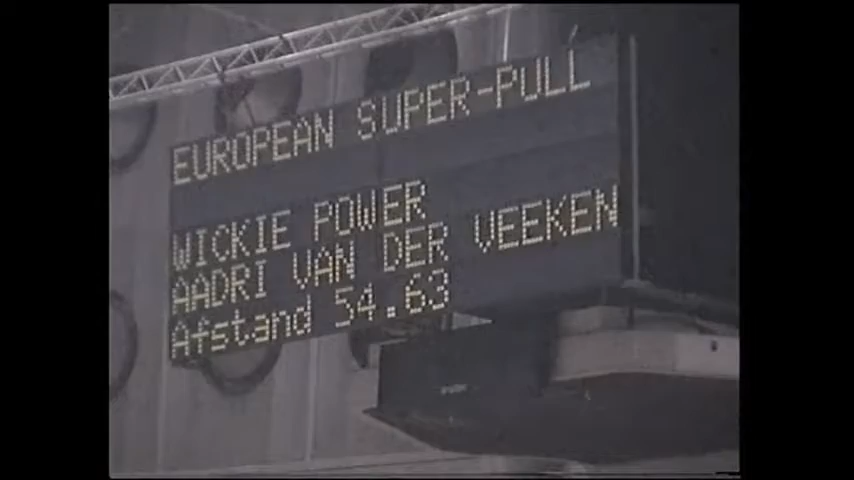 EUROPEAN SUPER-PULL
WICKIE POWER
AADRI VAN DER VEEKEN
Afstand 54.63